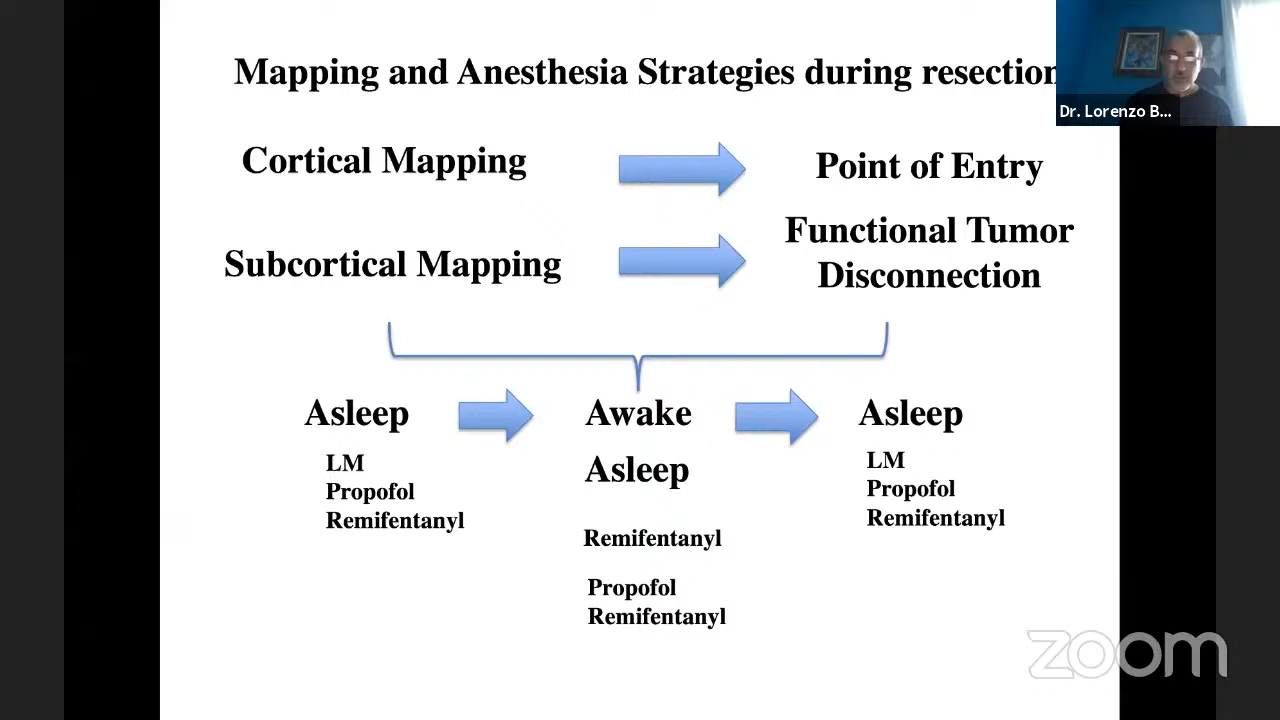 Mapping and Anesthesia Strategies during resection
Dr. Lorenzo B...
Cortical Mapping
Point of Entry
Subcortical Mapping
Functional Tumor
Disconnection
Asleep
LM
Propofol
Remifentanyl
Awake
Asleep
Remifentanyl
Propofol
Remifentanyl
Asleep
LM
Propofol
Remifentanyl
zoom